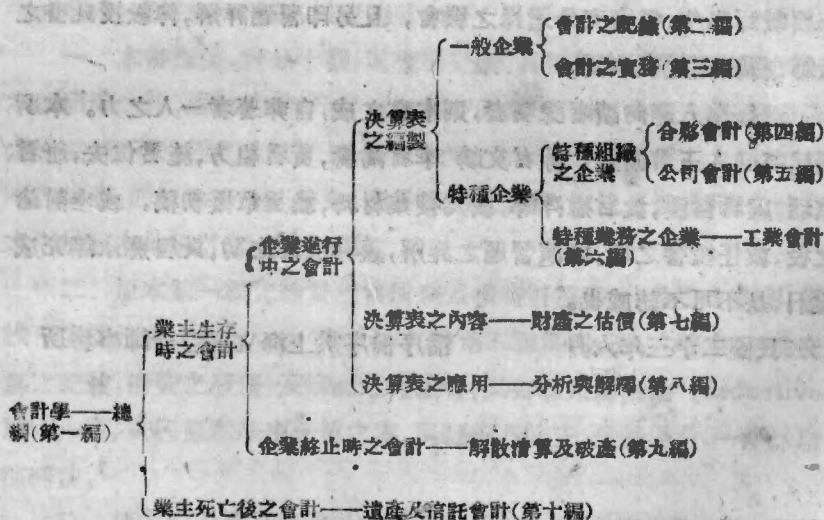 一般企業
會計之記錄(第二編)
會計之實務(第三編)
決算表
之編製
特種企業
特種組織
之企業
合夥會計(第四編)
公司會計(第五編)
特種業務之企業——工業會計
(第六編)
企業進行
中之會計
決算表之內容——財產之估價(第七編)
決算表之應用——分析與解釋(第八編)
業主生存
時之會計
會計學——總
綱(第一編)
企業終止時之會計——解散清算及破產(第九編)
業主死亡後之會計——遺產及信託會計(第十編)